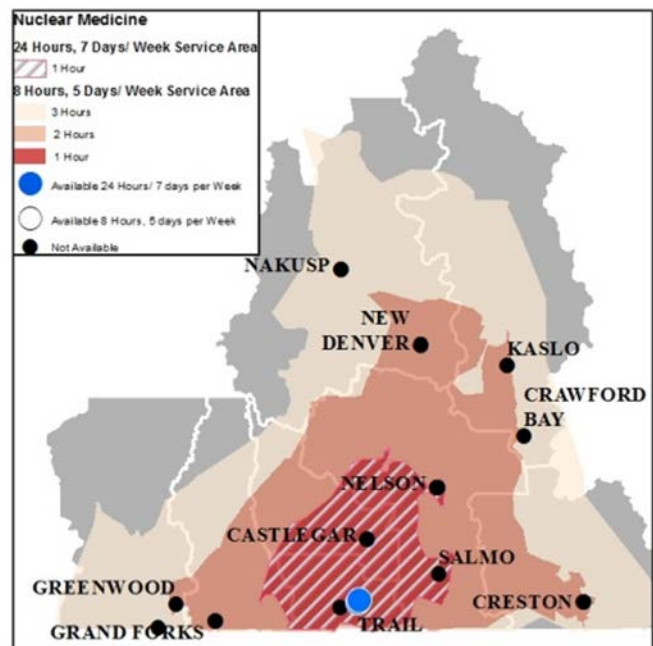 Nuclear Medicine
24 Hours, 7 Days/ Week Service Area
1 Hour
8 Hours, 5 Days/ Week Service Area
3 Hours
2 Hours
1 Hour
Available 24 Hours/ 7 days per Week
Available 8 Hours, 5 days per Week
Not Available
NAKUSP
NEW
DENVER
KASLO
CRAWFORD
BAY
NELSON
CASTLEGAR
SALMO
GREENWOOD
CRESTON
TRAIL
GRAND FORKS